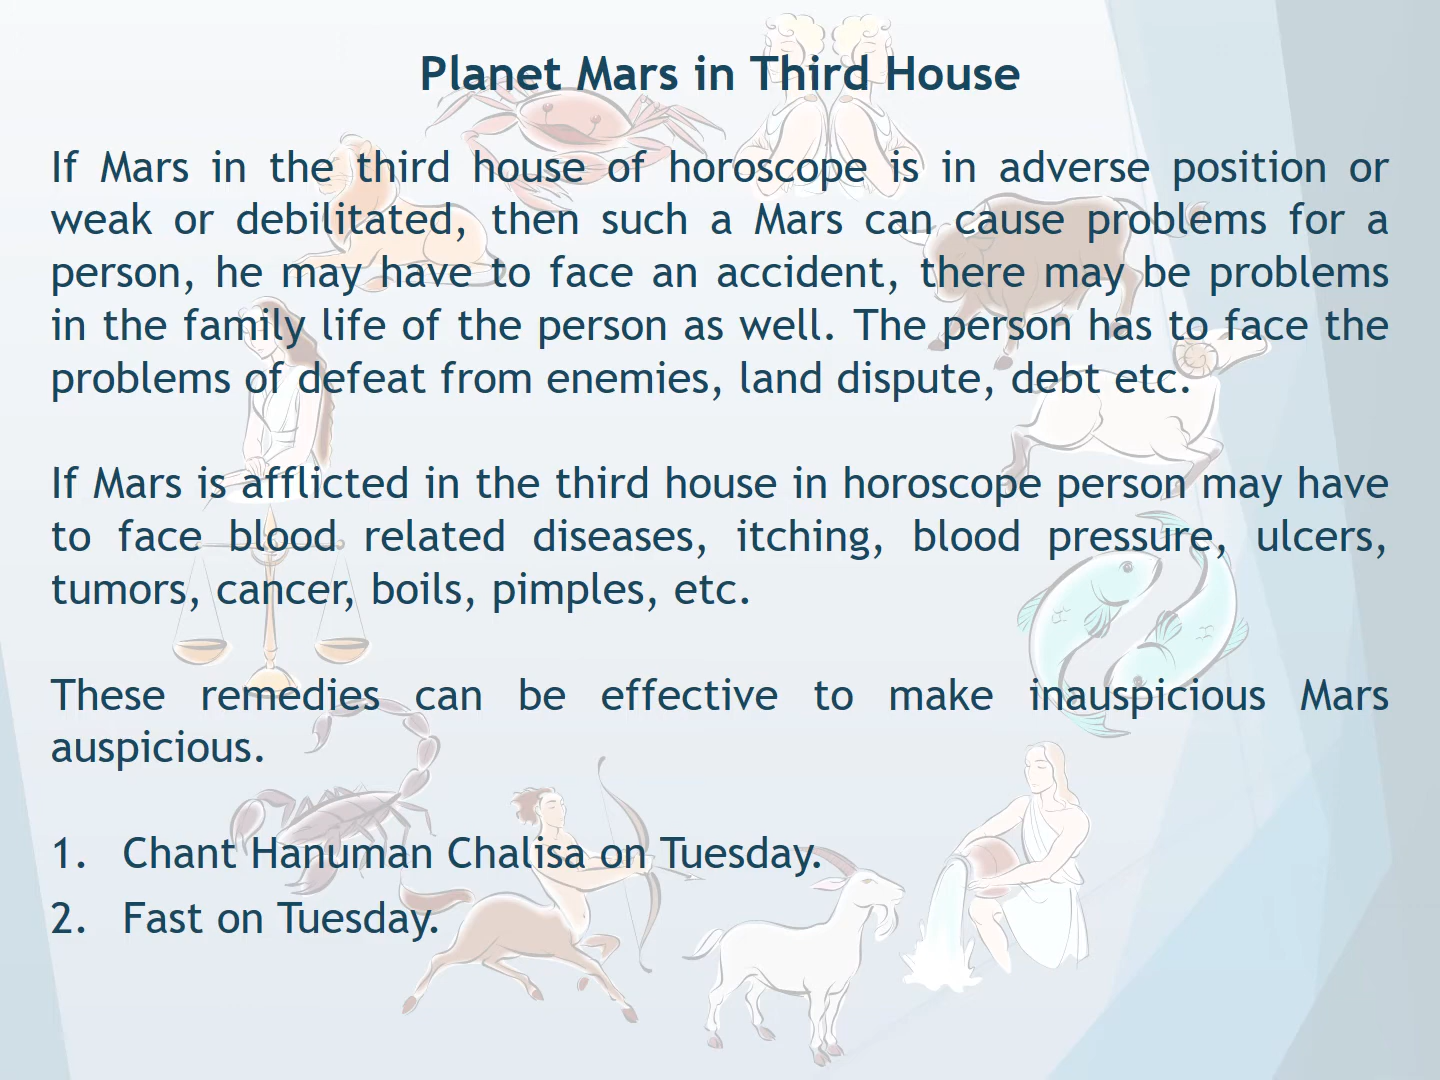 Planet Mars in Third House
If Mars in the third house of horoscope is in adverse position or
weak or debilitated, then such a Mars can cause problems for a
person, he may have to face an accident, there may be problems
in the family life of the person as well. The person has to face the
problems of defeat from enemies, land dispute, debt etc.
If Mars is afflicted in the third house in horoscope person may have
to face blood related diseases, itching, blood pressure, ulcers,
tumors, cancer, boils, pimples, etc.
These remedies can be effective to make inauspicious Mars
auspicious.
1. Chant Hanuman Chalisa on Tuesday.
2. Fast on Tuesday.